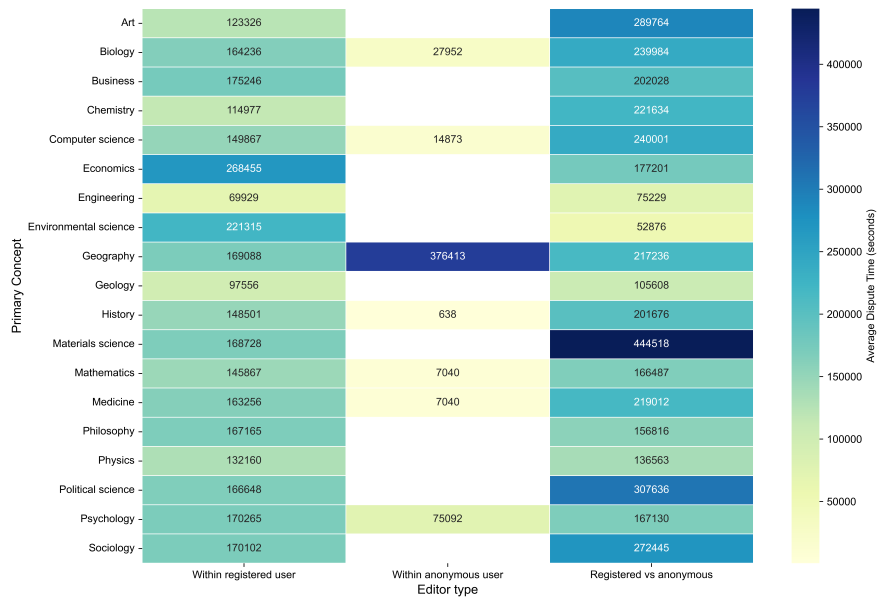 Art 123326 289764
Biology 164236 27952 239984
Business 175246 202028
Chemistry 114977 221634
Computer science 149867 14873 240001
Economics 268455 177201
Engineering 69929 75229
Environmental science 221315 52876
Geography 169088 376413 217236
Geology 97556 105608
History 148501 638 201676
Materials science 168728 444518
Mathematics 145867 7040 166487
Medicine 163256 7040 219012
Philosophy 167165 156816
Physics 132160 136563
Political science 166648 307636
Psychology 170265 75092 167130
Sociology 170102 272445
Within registered user Within anonymous user Registered vs anonymous
Editor type
Primary Concept
400000
350000
300000
250000
200000
150000
100000
50000
Average Dispute Time (seconds)